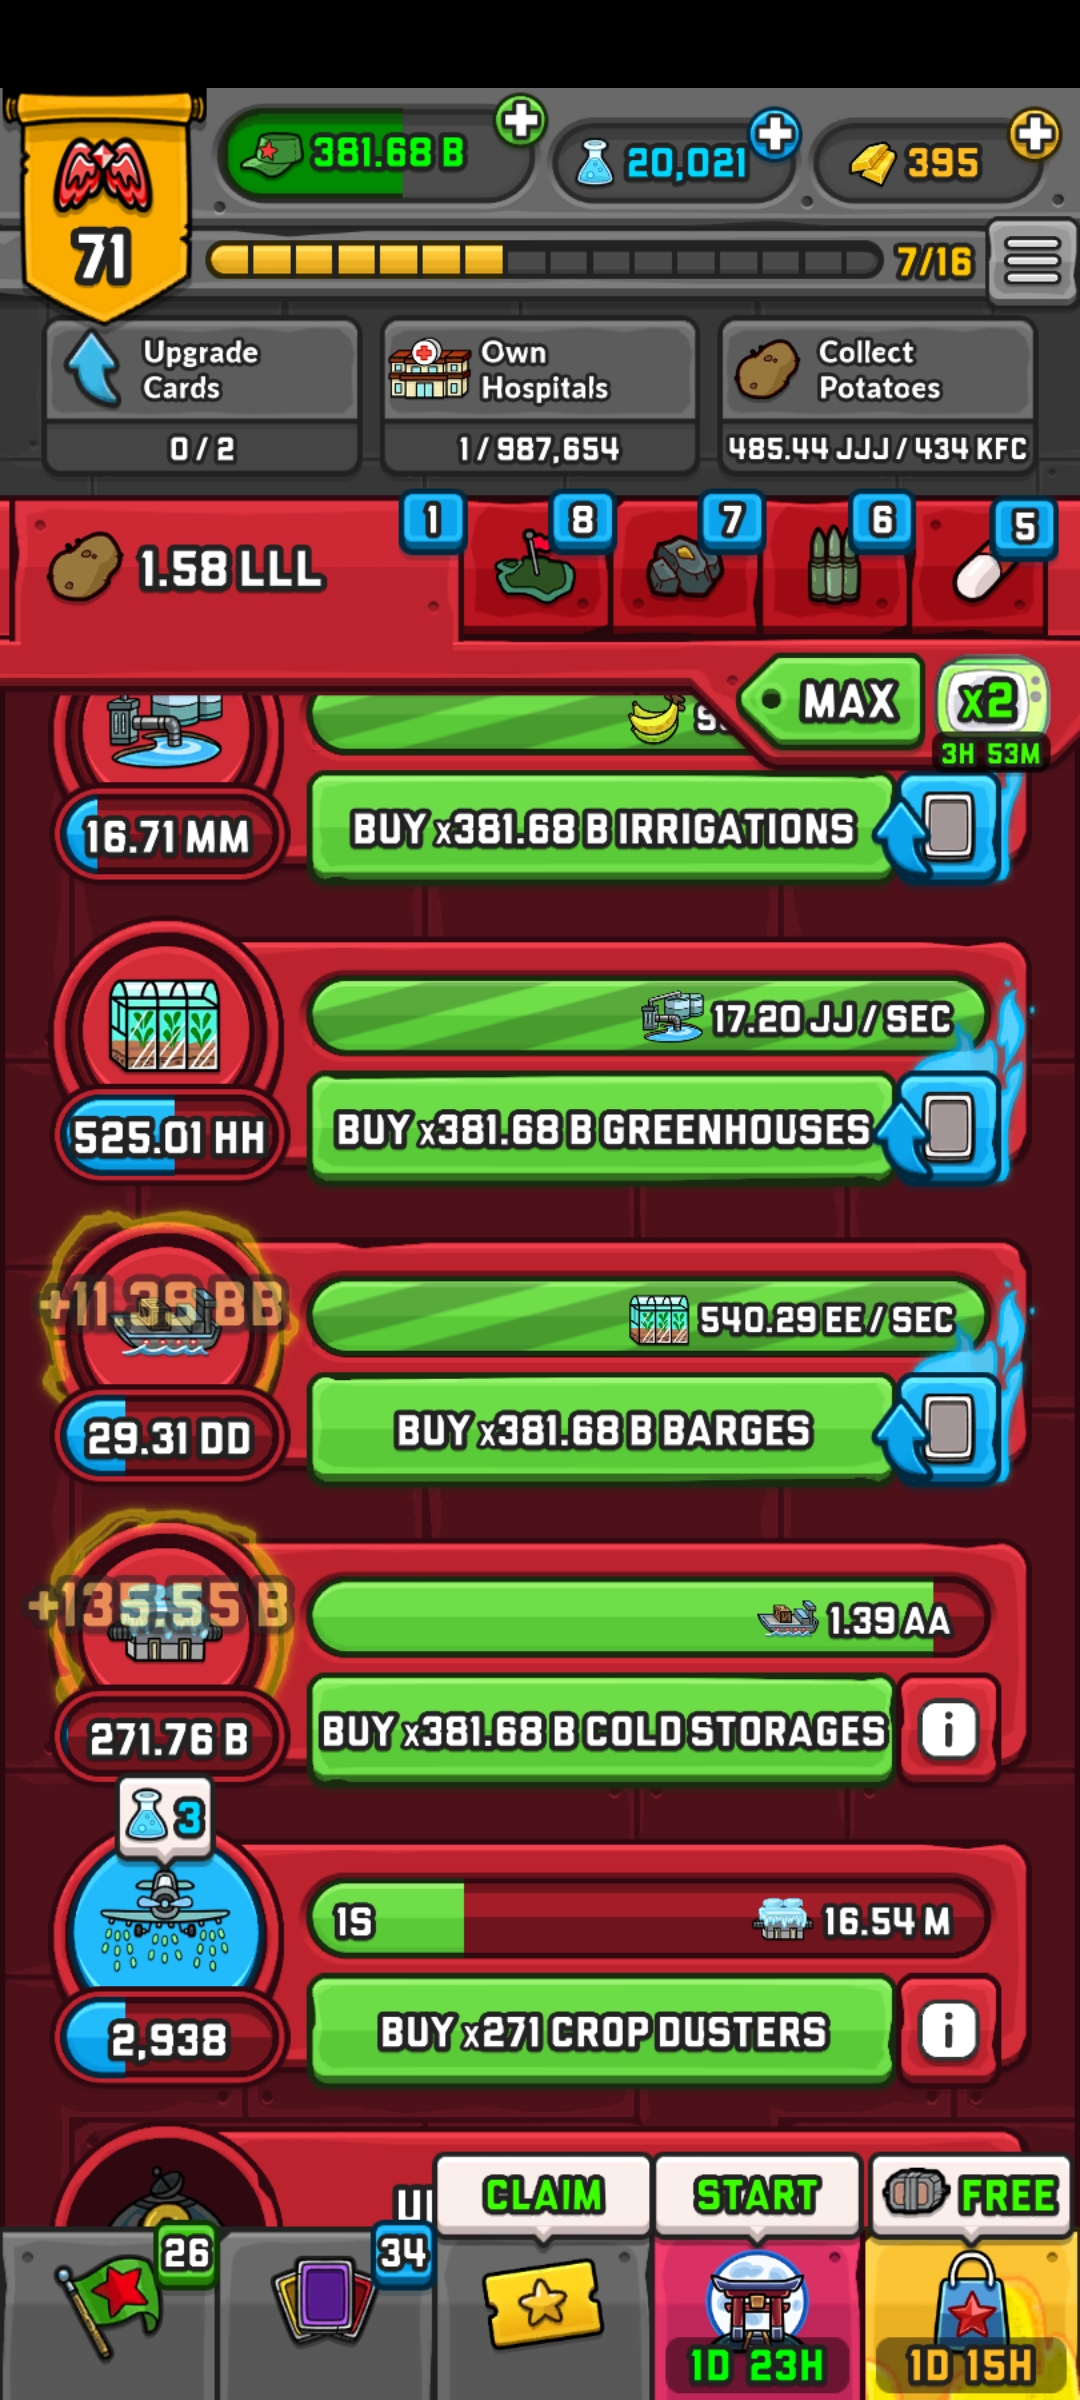 381.68 B
20,021
395
71
7/16
Upgrade Cards
0 / 2
Own Hospitals
1 / 987,654
Collect Potatoes
485.44 JJJ / 434 KFC
1.58 LLL
1
8
7
6
5
MAX
x2
3H 53M
16.71 MM
BUY x381.68 B IRRIGATIONS
17.20 JJ / SEC
525.01 HH
BUY x381.68 B GREENHOUSES
+11.39 BB
540.29 EE / SEC
29.31 DD
BUY x381.68 B BARGES
+135.55 B
1.39 AA
271.76 B
BUY x381.68 B COLD STORAGES
i
3
1S
16.54 M
2,938
BUY x271 CROP DUSTERS
i
CLAIM
START
FREE
26
34
1D 23H
1D 15H